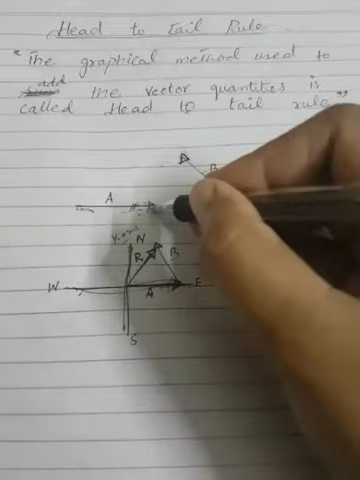 Head to tail Rule
"The graphical method used to
add the vector quantities is
called Head to tail rule"
B
A
Y-axis N
R B
W A E
S